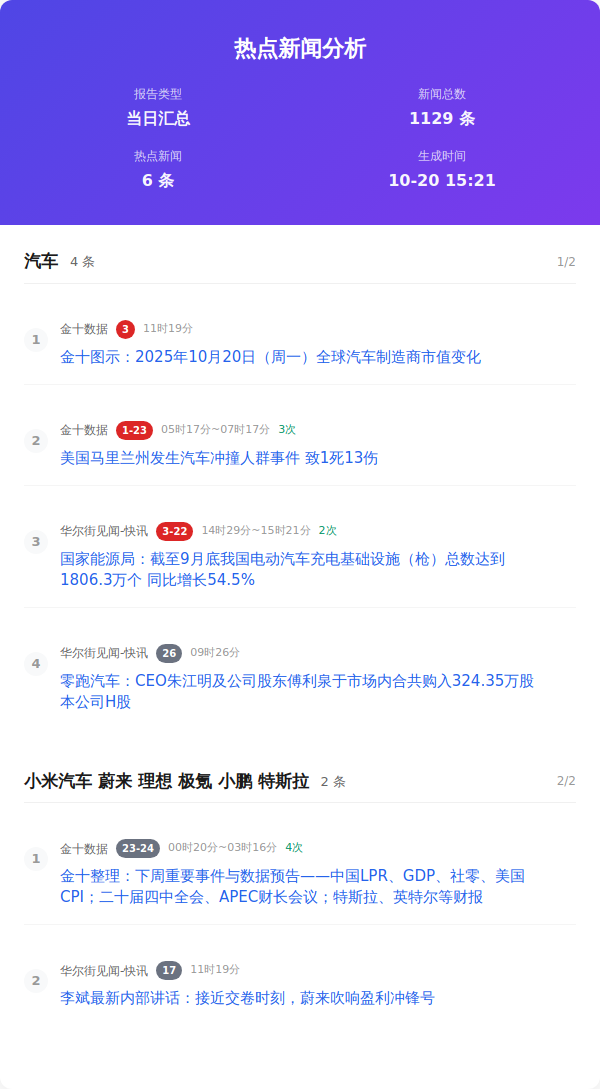 热点新闻分析
报告类型
新闻总数
当日汇总
1129 条
热点新闻
生成时间
6 条
10-20 15:21
汽车 4 条 1/2
1
金十数据 3 11时19分
金十图示：2025年10月20日（周一）全球汽车制造商市值变化
2
金十数据 1-23 05时17分~07时17分 3次
美国马里兰州发生汽车冲撞人群事件 致1死13伤
3
华尔街见闻-快讯 3-22 14时29分~15时21分 2次
国家能源局：截至9月底我国电动汽车充电基础设施（枪）总数达到
1806.3万个 同比增长54.5%
4
华尔街见闻-快讯 26 09时26分
零跑汽车：CEO朱江明及公司股东傅利泉于市场内合共购入324.35万股
本公司H股
小米汽车 蔚来 理想 极氪 小鹏 特斯拉 2 条 2/2
1
金十数据 23-24 00时20分~03时16分 4次
金十整理：下周重要事件与数据预告——中国LPR、GDP、社零、美国
CPI；二十届四中全会、APEC财长会议；特斯拉、英特尔等财报
2
华尔街见闻-快讯 17 11时19分
李斌最新内部讲话：接近交卷时刻，蔚来吹响盈利冲锋号